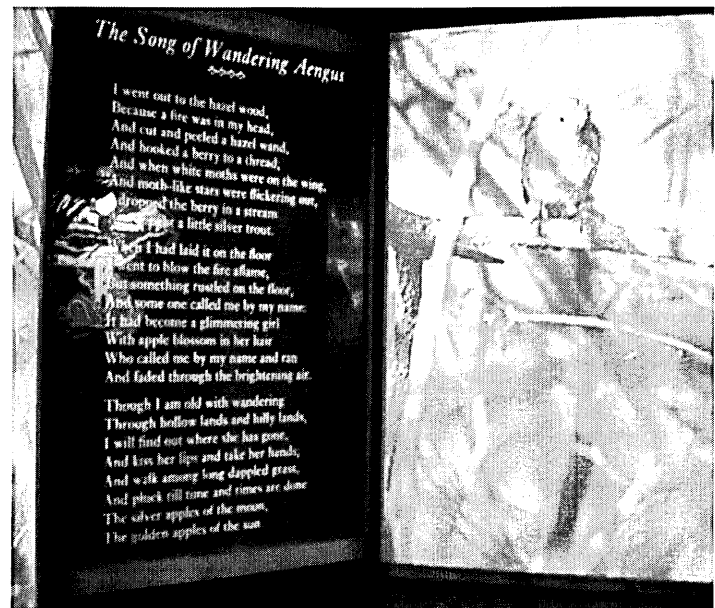 The Song of Wandering Aengus
I went out to the hazel wood,
Because a fire was in my head,
And cut and peeled a hazel wand,
And hooked a berry to a thread,
And when white moths were on the wing,
And moth-like stars were flickering out,
I dropped the berry in a stream
a little silver trout.
When I had laid it on the floor
I went to blow the fire aflame,
But something rustled on the floor,
And some one called me by my name:
It had become a glimmering girl
With apple blossom in her hair
Who called me by my name and ran
And faded through the brightening air.
Though I am old with wandering
Through hollow lands and hilly lands,
I will find out where she has gone,
And kiss her lips and take her hands;
And walk among long dappled grass,
And pluck till time and times are done
The silver apples of the moon,
The golden apples of the sun